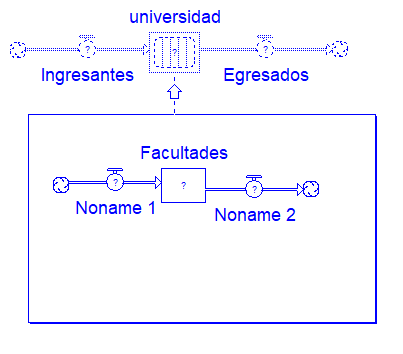 universidad
?
?
?
Ingresantes
Egresados
Facultades
?
?
?
Noname 1
Noname 2